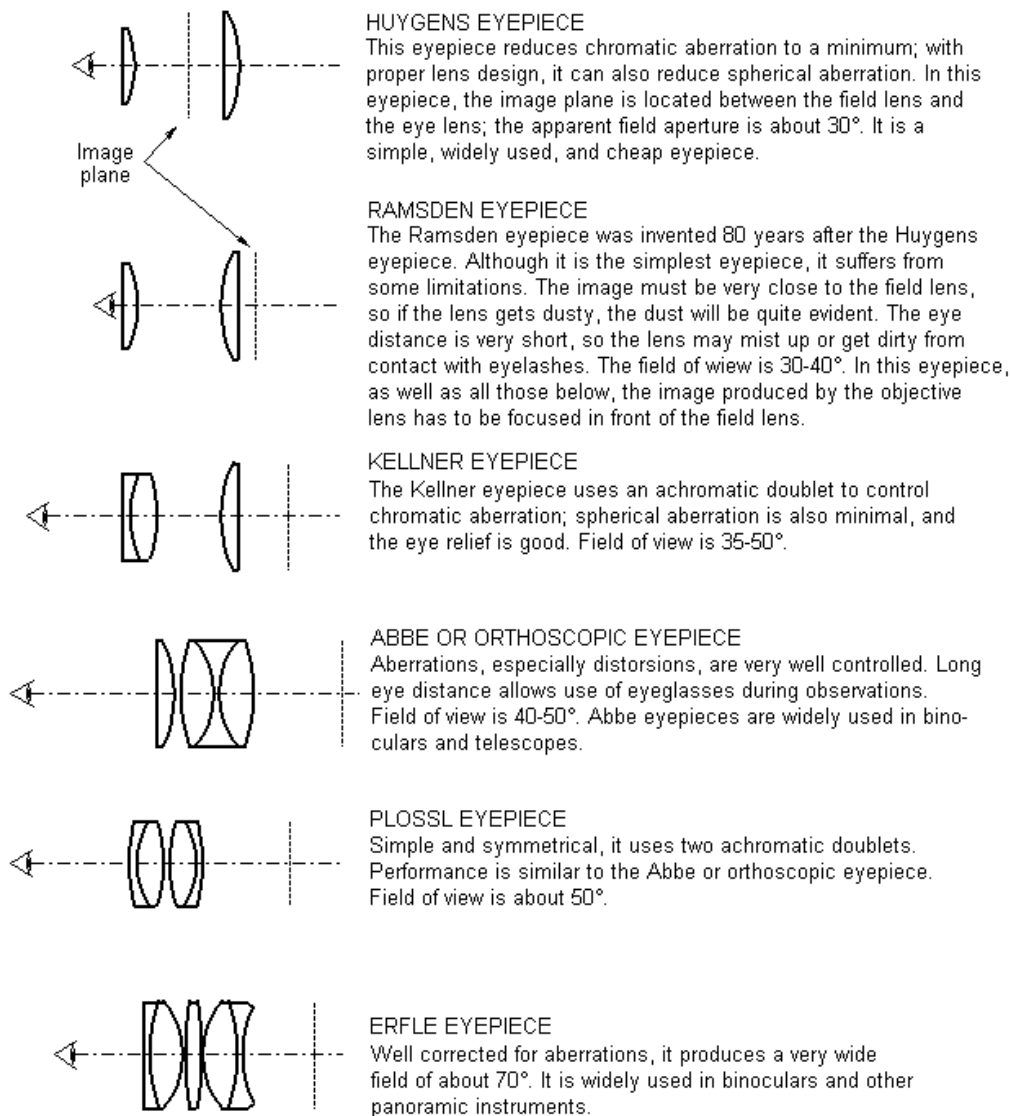 HUYGENS EYEPIECE
This eyepiece reduces chromatic aberration to a minimum; with
proper lens design, it can also reduce spherical aberration. In this
eyepiece, the image plane is located between the field lens and
the eye lens; the apparent field aperture is about 30°. It is a
simple, widely used, and cheap eyepiece.
Image
plane
RAMSDEN EYEPIECE
The Ramsden eyepiece was invented 80 years after the Huygens
eyepiece. Although it is the simplest eyepiece, it suffers from
some limitations. The image must be very close to the field lens,
so if the lens gets dusty, the dust will be quite evident. The eye
distance is very short, so the lens may mist up or get dirty from
contact with eyelashes. The field of wiew is 30-40°. In this eyepiece,
as well as all those below, the image produced by the objective
lens has to be focused in front of the field lens.
KELLNER EYEPIECE
The Kellner eyepiece uses an achromatic doublet to control
chromatic aberration; spherical aberration is also minimal, and
the eye relief is good. Field of view is 35-50°.
ABBE OR ORTHOSCOPIC EYEPIECE
Aberrations, especially distorsions, are very well controlled. Long
eye distance allows use of eyeglasses during observations.
Field of view is 40-50°. Abbe eyepieces are widely used in bino-
culars and telescopes.
PLOSSL EYEPIECE
Simple and symmetrical, it uses two achromatic doublets.
Performance is similar to the Abbe or orthoscopic eyepiece.
Field of view is about 50°.
ERFLE EYEPIECE
Well corrected for aberrations, it produces a very wide
field of about 70°. It is widely used in binoculars and other
panoramic instruments.